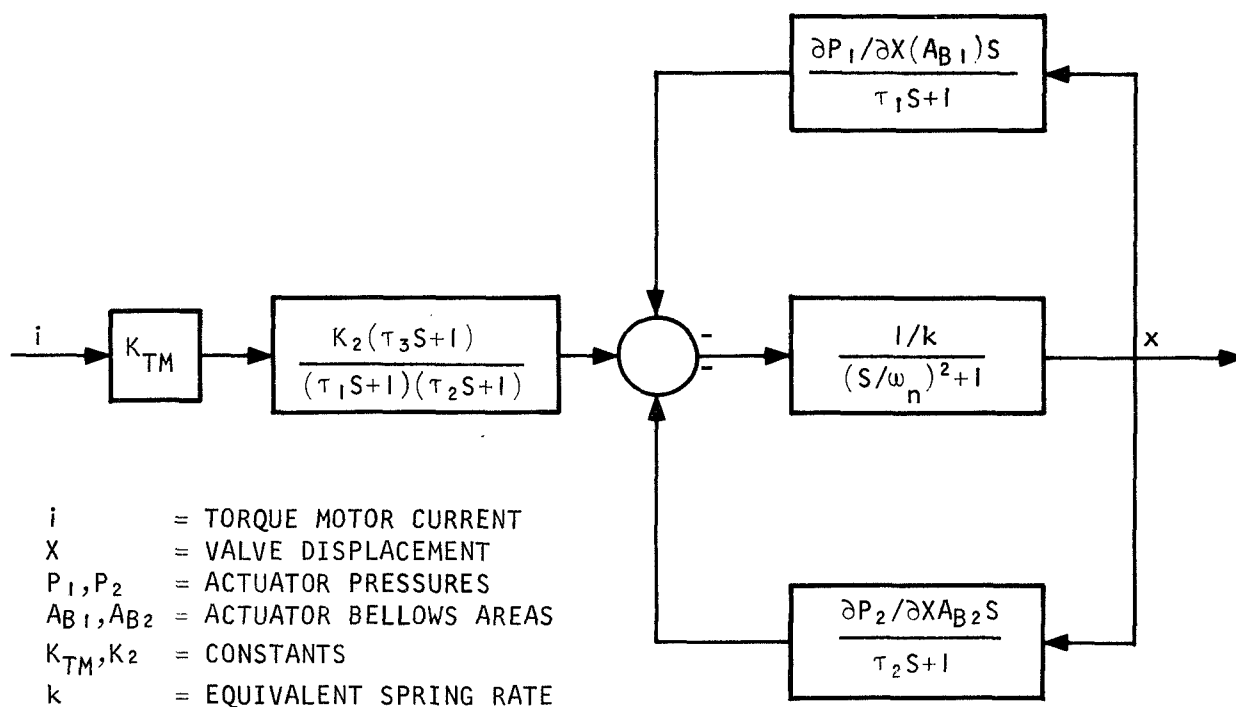 ∂P₁/∂X(A_B₁)S
τ₁S+1
i
K_TM
K₂(τ₃S+1)
(τ₁S+1)(τ₂S+1)
-
-
1/k
(S/ω_n)²+1
x
∂P₂/∂XA_B₂S
τ₂S+1
i = TORQUE MOTOR CURRENT
X = VALVE DISPLACEMENT
P₁,P₂ = ACTUATOR PRESSURES
A_B₁,A_B₂ = ACTUATOR BELLOWS AREAS
K_TM,K₂ = CONSTANTS
k = EQUIVALENT SPRING RATE